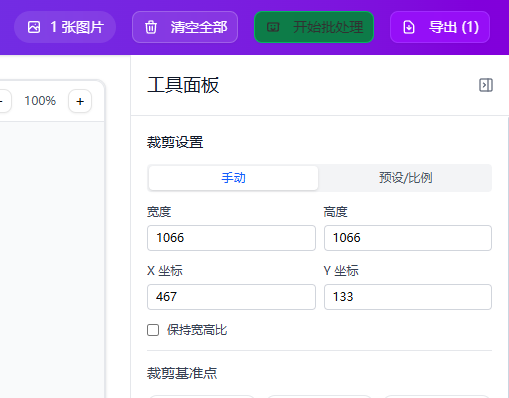 1 张图片 清空全部 开始批处理 导出 (1)
100% +
工具面板
裁剪设置
手动 预设/比例
宽度 高度
1066 1066
X 坐标 Y 坐标
467 133
保持宽高比
裁剪基准点